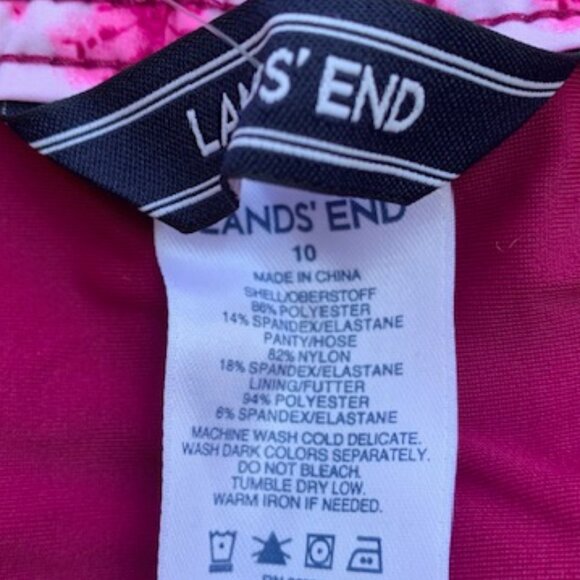 LANDS' END
LANDS' END
10
MADE IN CHINA
SHELL/OBERSTOFF
86% POLYESTER
14% SPANDEX/ELASTANE
PANTY/HOSE
82% NYLON
18% SPANDEX/ELASTANE
LINING/FUTTER
94% POLYESTER
6% SPANDEX/ELASTANE
MACHINE WASH COLD DELICATE.
WASH DARK COLORS SEPARATELY.
DO NOT BLEACH.
TUMBLE DRY LOW.
WARM IRON IF NEEDED.